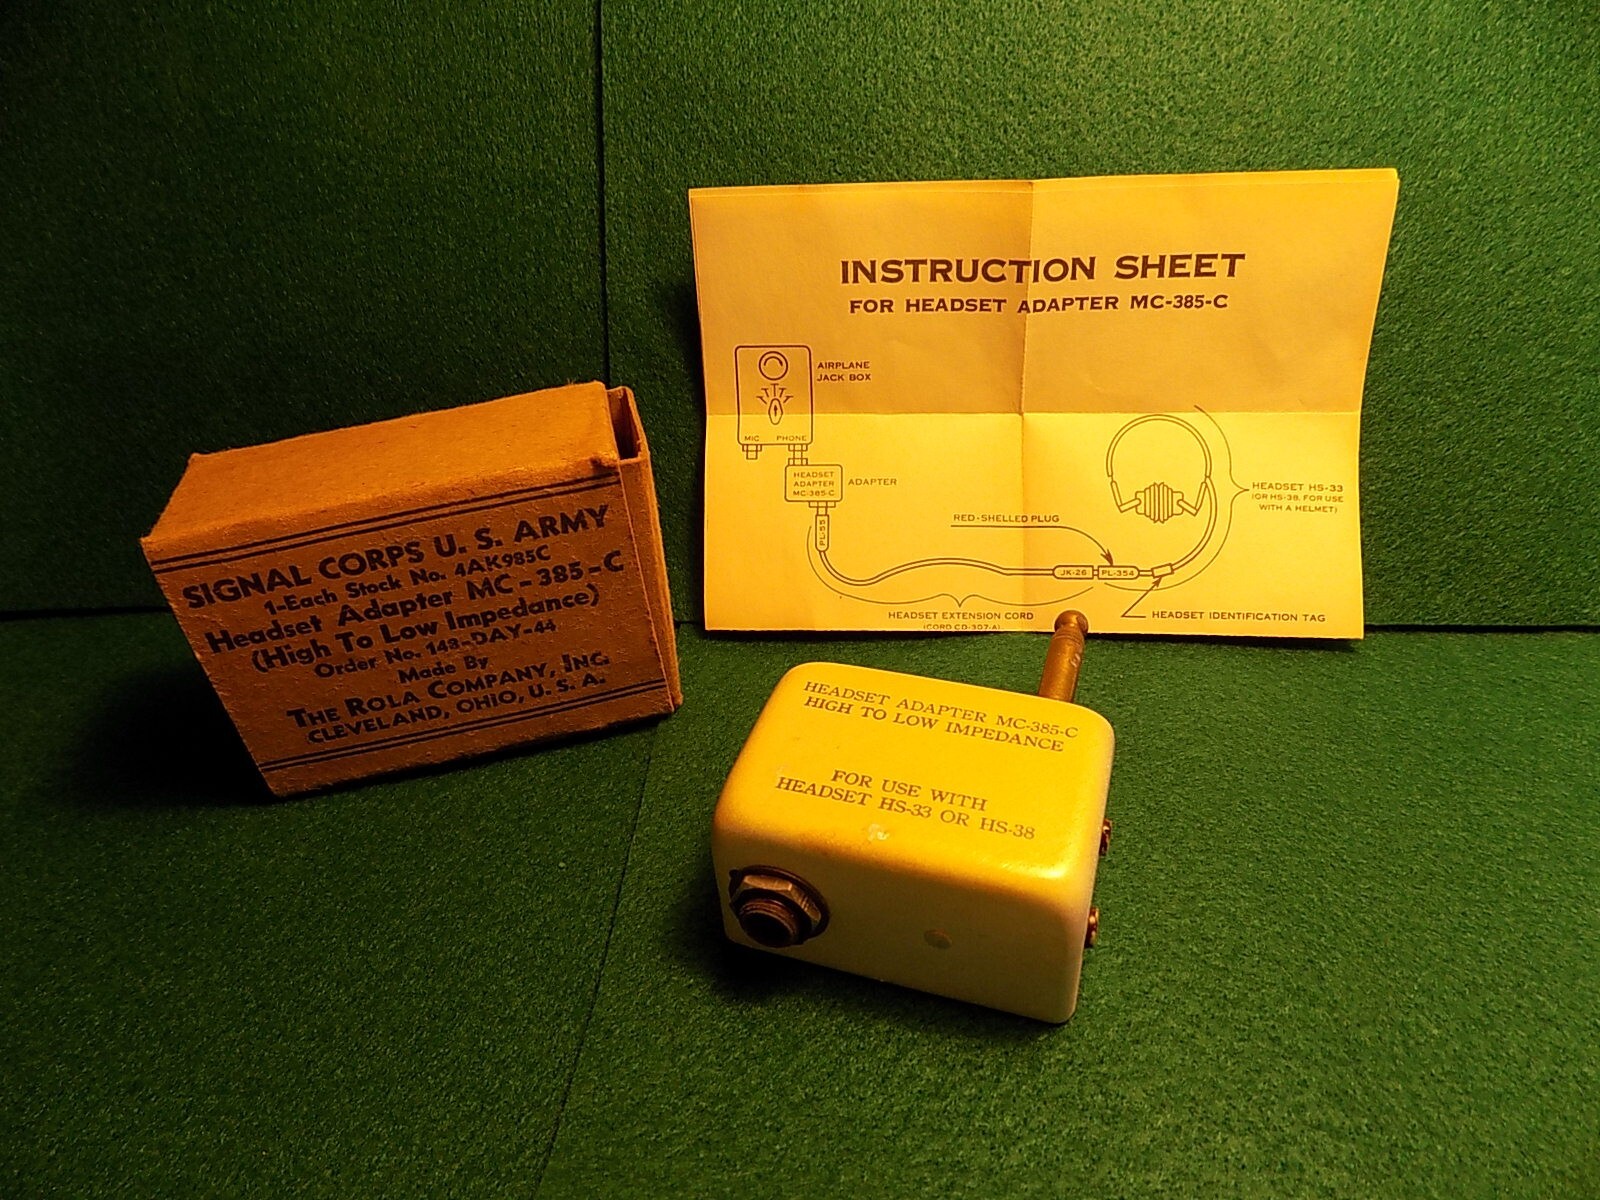 SIGNAL CORPS U. S. ARMY
1-Each Stock No. 4AK985C
Headset Adapter MC-385-C
(High To Low Impedance)
Order No. 143-DAY-44
Made By
THE ROLA COMPANY, INC.
CLEVELAND, OHIO, U. S. A.
INSTRUCTION SHEET
FOR HEADSET ADAPTER MC-385-C
AIRPLANE
JACK BOX
MIC PHONE
HEADSET
ADAPTER
MC-385-C
ADAPTER
PL-55
RED-SHELLED PLUG
JK-26 PL-354
HEADSET HS-33
(OR HS-38, FOR USE
WITH A HELMET)
HEADSET EXTENSION CORD
(CORD CD-307-A)
HEADSET IDENTIFICATION TAG
HEADSET ADAPTER MC-385-C
HIGH TO LOW IMPEDANCE
FOR USE WITH
HEADSET HS-33 OR HS-38